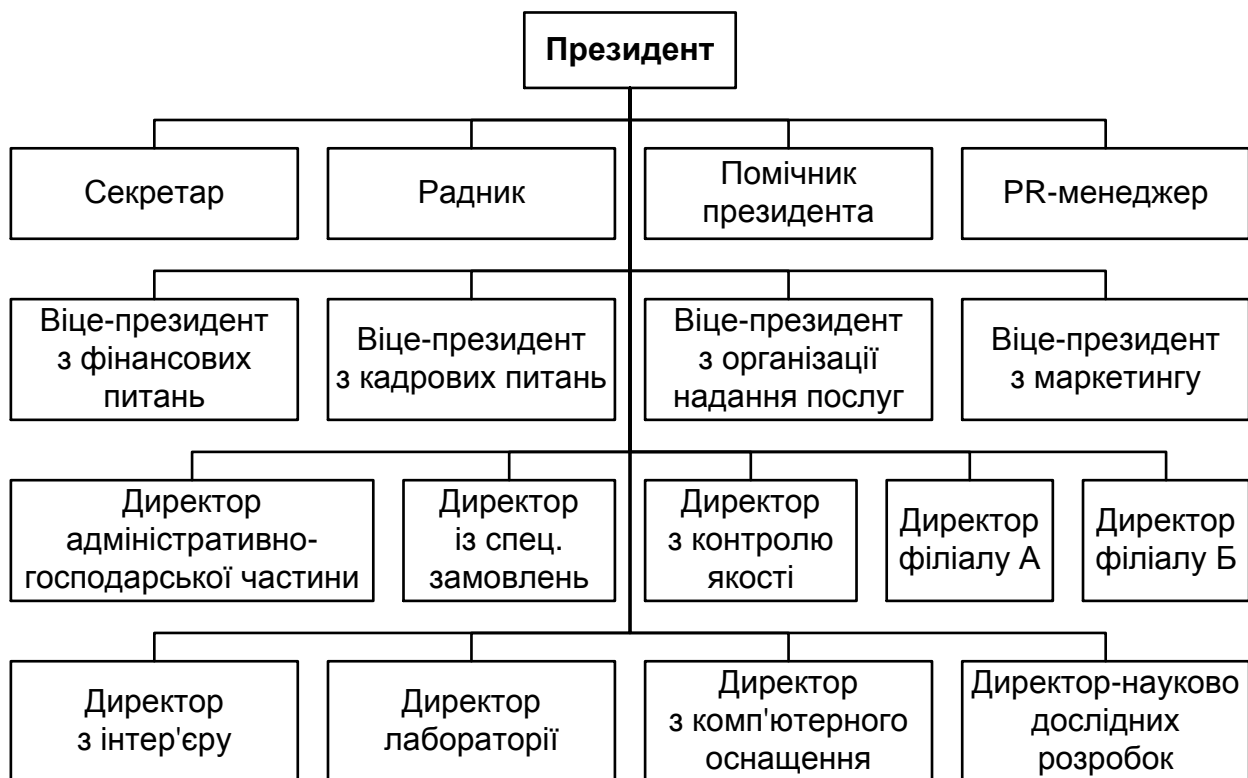 Президент
Секретар
Радник
Помічник
президента
PR-менеджер
Віце-президент
з фінансових
питань
Віце-президент
з кадрових питань
Віце-президент
з організації
надання послуг
Віце-президент
з маркетингу
Директор
адміністративно-
господарської частини
Директор
із спец.
замовлень
Директор
з контролю
якості
Директор
філіалу А
Директор
філіалу Б
Директор
з інтер'єру
Директор
лабораторії
Директор
з комп'ютерного
оснащення
Директор-науково
дослідних
розробок